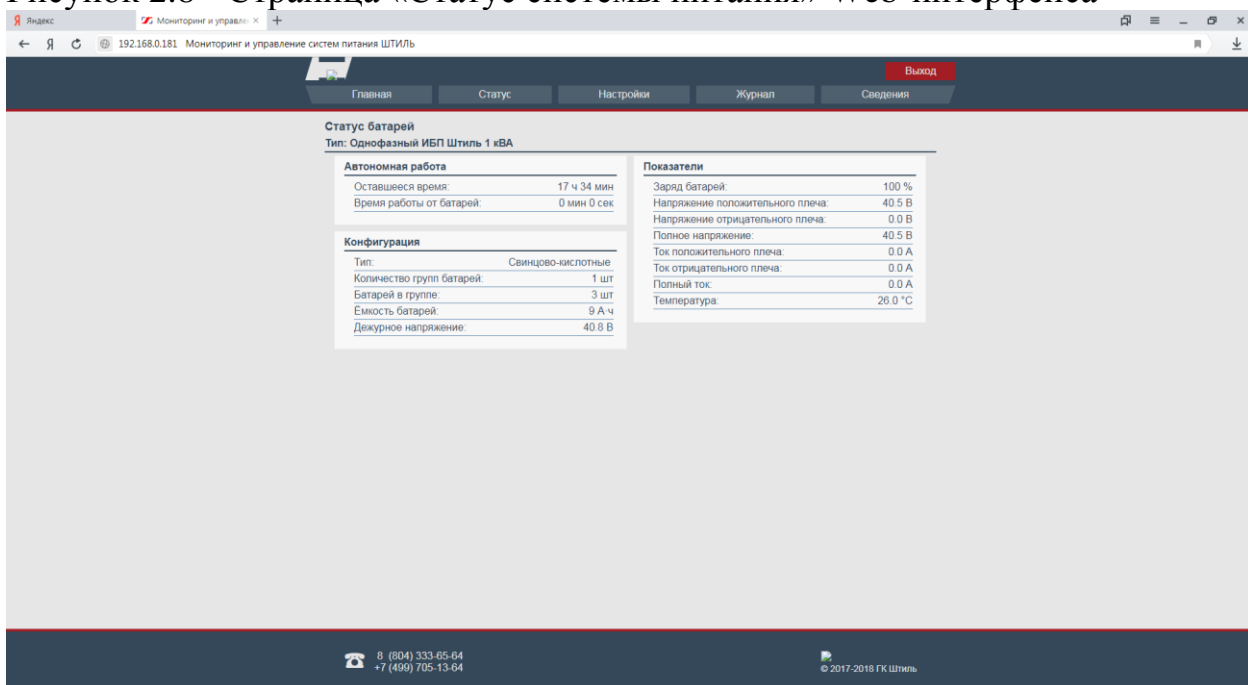 Рисунок 2.8 - Страница «Статус системы питания» Web-интерфейса
Яндекс
Мониторинг и управле
192.168.0.181 Мониторинг и управление систем питания ШТИЛЬ
Выход
Главная Статус Настройки Журнал Сведения
Статус батарей
Тип: Однофазный ИБП Штиль 1 кВА
Автономная работа
Оставшееся время: 17 ч 34 мин
Время работы от батарей: 0 мин 0 сек
Конфигурация
Тип: Свинцово-кислотные
Количество групп батарей: 1 шт
Батарей в группе: 3 шт
Ёмкость батарей: 9 А·ч
Дежурное напряжение: 40.8 В
Показатели
Заряд батарей: 100 %
Напряжение положительного плеча: 40.5 В
Напряжение отрицательного плеча: 0.0 В
Полное напряжение: 40.5 В
Ток положительного плеча: 0.0 А
Ток отрицательного плеча: 0.0 А
Полный ток: 0.0 А
Температура: 26.0 °C
8 (804) 333-65-64
+7 (499) 705-13-64
© 2017-2018 ГК Штиль